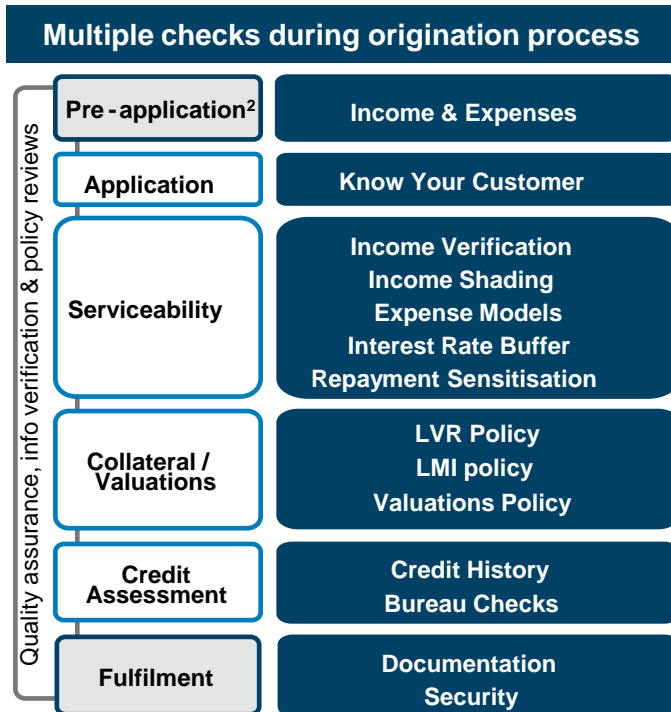 Multiple checks during origination process
Quality assurance, info verification & policy reviews
Pre-application²
Income & Expenses
Application
Know Your Customer
Serviceability
Income Verification
Income Shading
Expense Models
Interest Rate Buffer
Repayment Sensitisation
Collateral /
Valuations
LVR Policy
LMI policy
Valuations Policy
Credit
Assessment
Credit History
Bureau Checks
Fulfilment
Documentation
Security